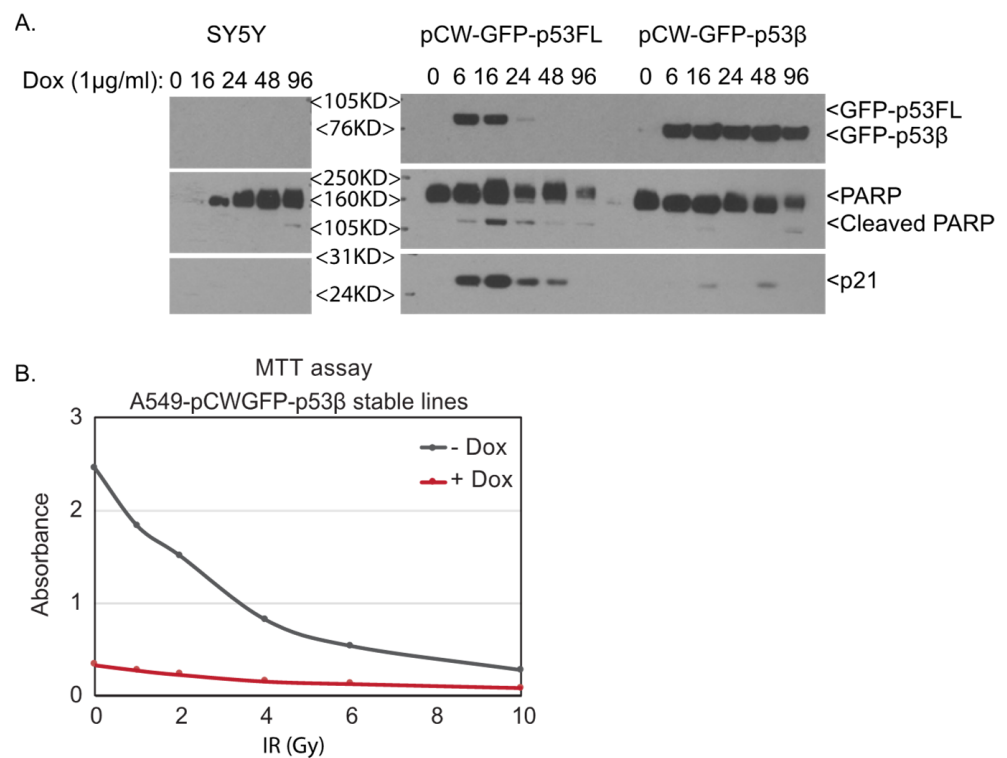 A.
SY5Y pCW-GFP-p53FL pCW-GFP-p53β
Dox (1µg/ml): 0 16 24 48 96 0 6 16 24 48 96 0 6 16 24 48 96
<105KD> <GFP-p53FL
<76KD> <GFP-p53β
<250KD>
<160KD> <PARP
<105KD> <Cleaved PARP
<31KD>
<24KD> <p21
B.
MTT assay
A549-pCWGFP-p53β stable lines
3
- Dox
+ Dox
2
Absorbance
1
0
0 2 4 6 8 10
IR (Gy)